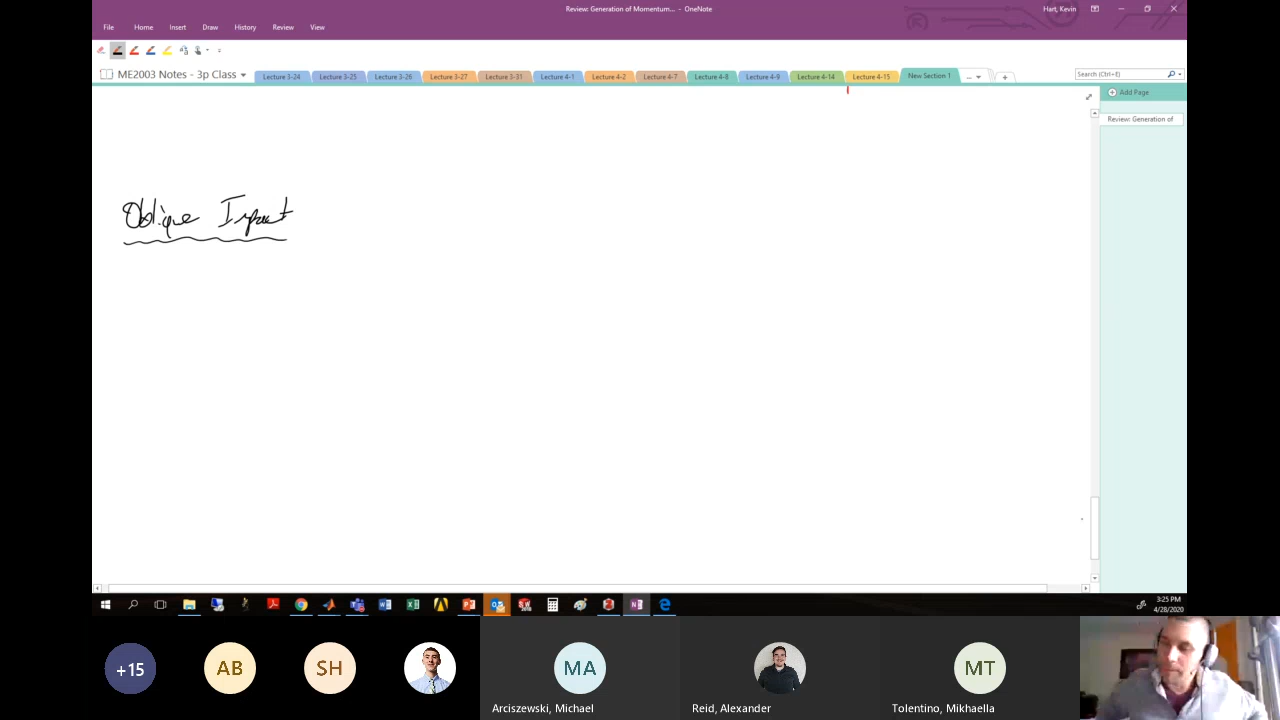 Review: Generation of Momentum... - OneNote
Hart, Kevin
File Home Insert Draw History Review View
ME2003 Notes - 3p Class
Lecture 3-24 Lecture 3-25 Lecture 3-26 Lecture 3-27 Lecture 3-31 Lecture 4-1 Lecture 4-2 Lecture 4-7 Lecture 4-8 Lecture 4-9 Lecture 4-14 Lecture 4-15 New Section 1 ...
Search (Ctrl+E)
Add Page
Review: Generation of
Oblique Impact
3:25 PM
4/28/2020
+15 AB SH MA MT
Arciszewski, Michael Reid, Alexander Tolentino, Mikhaella